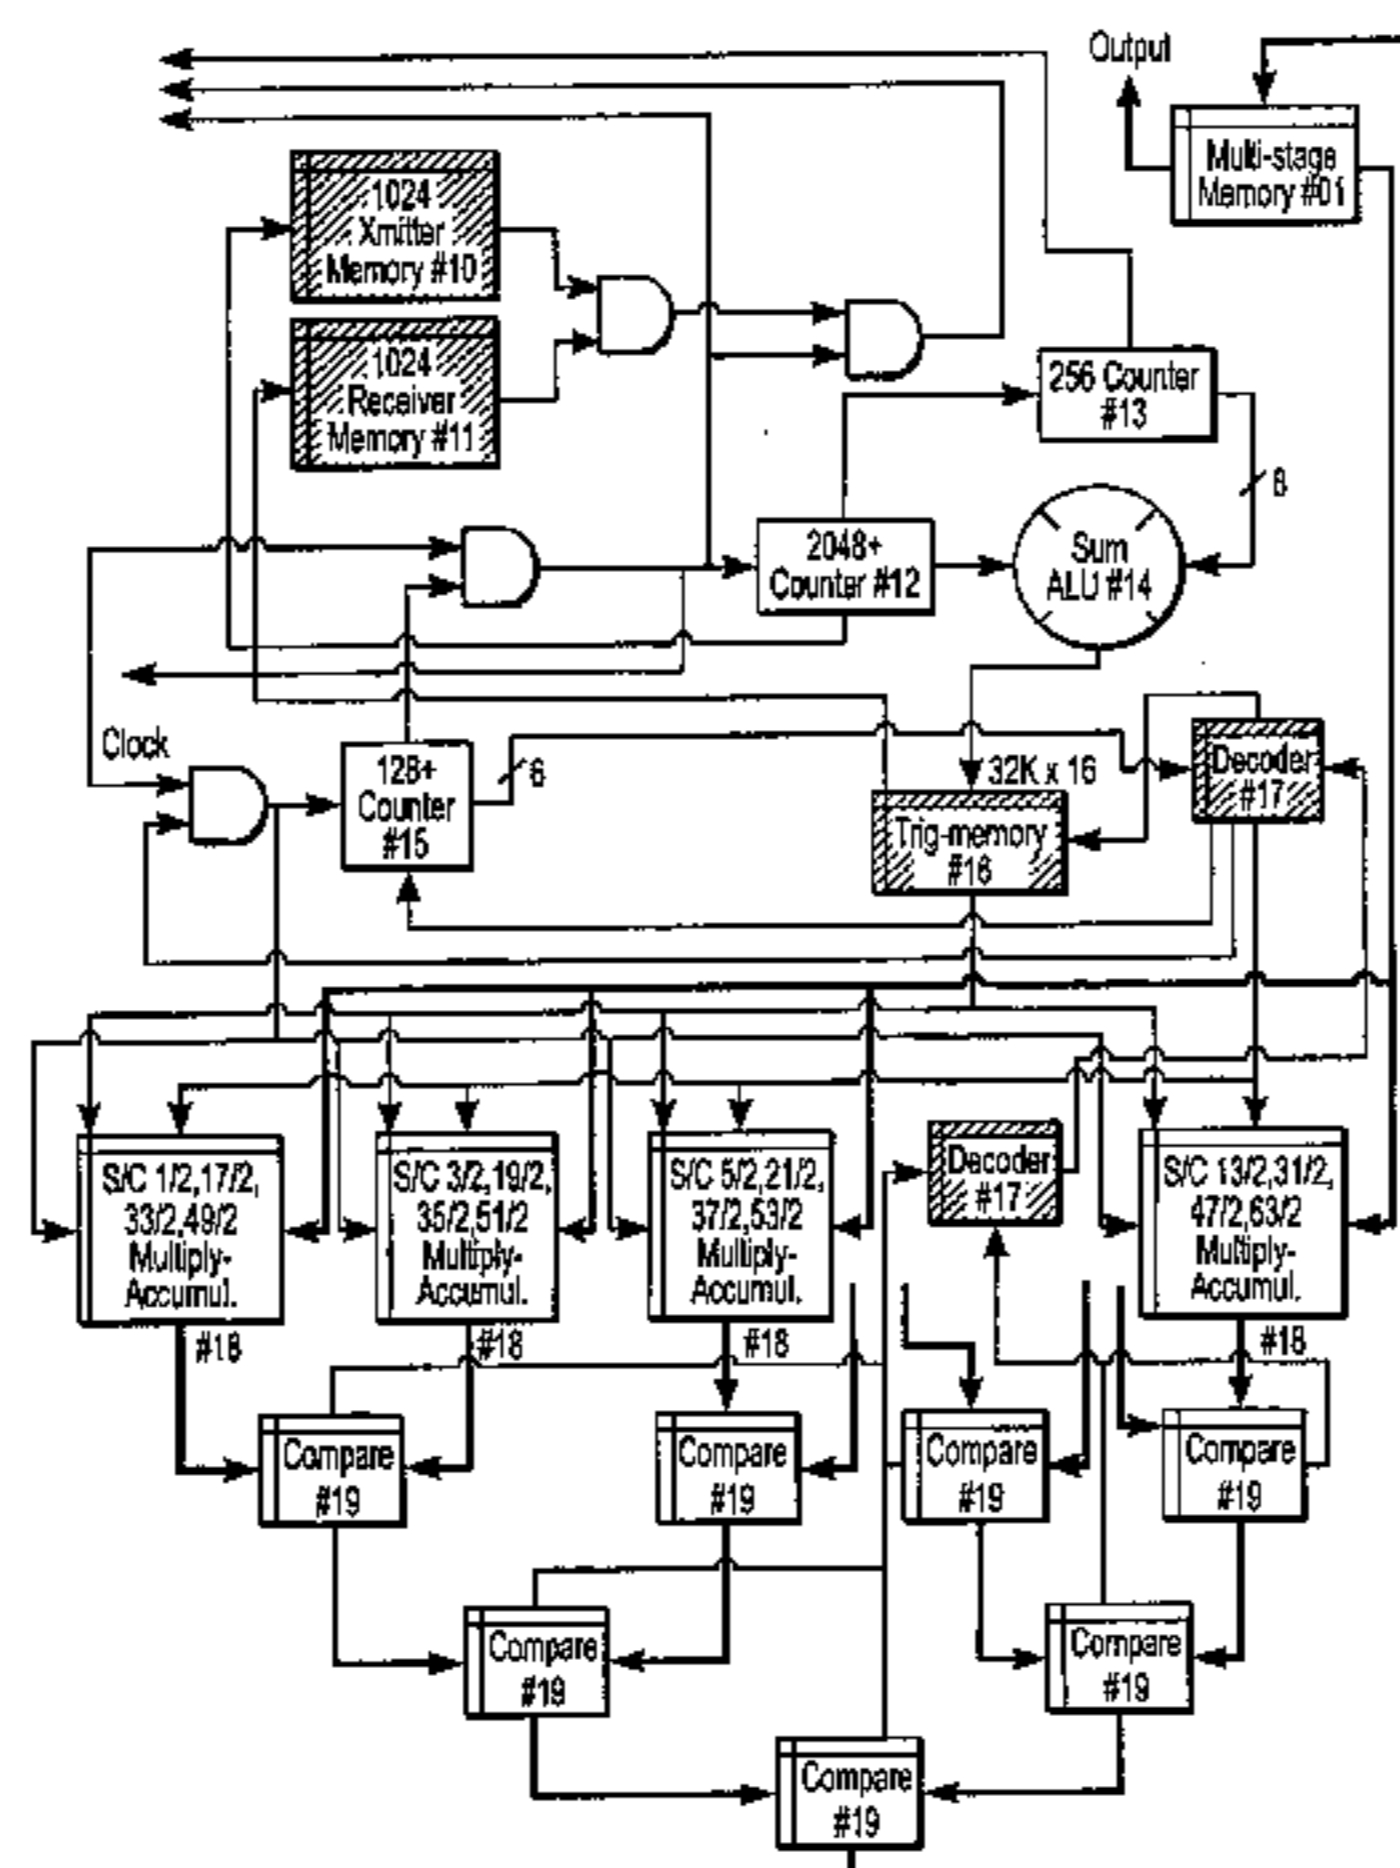 Output
Multi-stage
Memory #01
1024
Xmitter
Memory #10
1024
Receiver
Memory #11
256 Counter
#13
8
2048+
Counter #12
Sum
ALU #14
Clock
128+
Counter
#15
6
32K x 16
Trig-memory
#16
Decoder
#17
S/C 1/2,17/2,
33/2,49/2
Multiply-
Accumul.
#18
S/C 3/2,19/2,
35/2,51/2
Multiply-
Accumul.
#18
S/C 5/2,21/2,
37/2,53/2
Multiply-
Accumul.
#18
Decoder
#17
S/C 13/2,31/2,
47/2,63/2
Multiply-
Accumul.
#18
Compare
#19
Compare
#19
Compare
#19
Compare
#19
Compare
#19
Compare
#19
Compare
#19